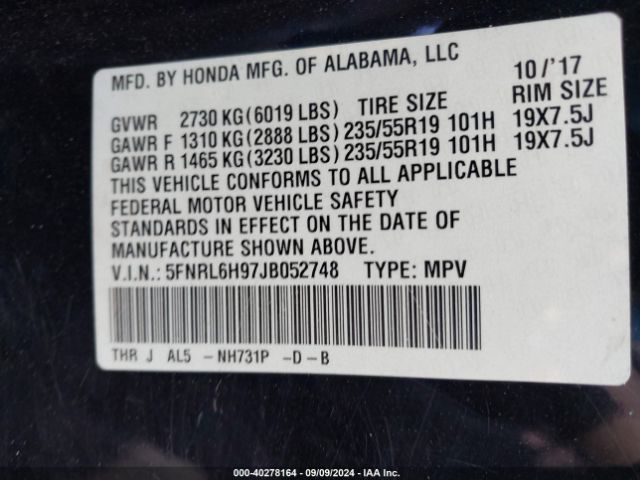 MFD. BY HONDA MFG. OF ALABAMA, LLC 10/'17
GVWR 2730 KG (6019 LBS) TIRE SIZE RIM SIZE
GAWR F 1310 KG (2888 LBS) 235/55R19 101H 19X7.5J
GAWR R 1465 KG (3230 LBS) 235/55R19 101H 19X7.5J
THIS VEHICLE CONFORMS TO ALL APPLICABLE
FEDERAL MOTOR VEHICLE SAFETY
STANDARDS IN EFFECT ON THE DATE OF
MANUFACTURE SHOWN ABOVE.
V.I.N.: 5FNRL6H97JB052748 TYPE: MPV
THR J AL5 -NH731P -D-B
000-40278164 - 09/09/2024 - IAA Inc.